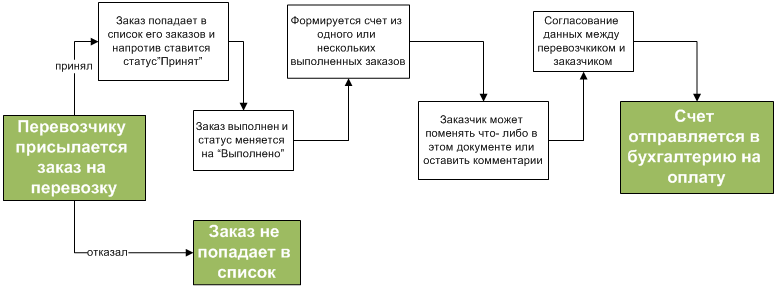 Заказ попадает в
список его заказов и
напротив ставится
статус"Принят"
принял
Перевозчику
присылается
заказ на
перевозку
отказал
Заказ не
попадает в
список
Заказ выполнен и
статус меняется
на "Выполнено"
Формируется счет из
одного или
нескольких
выполненных заказов
Заказчик может
поменять что- либо в
этом документе или
оставить комментарии
Согласование
данных между
перевозчкиком и
заказчиком
Счет
отправляется в
бухгалтерию на
оплату